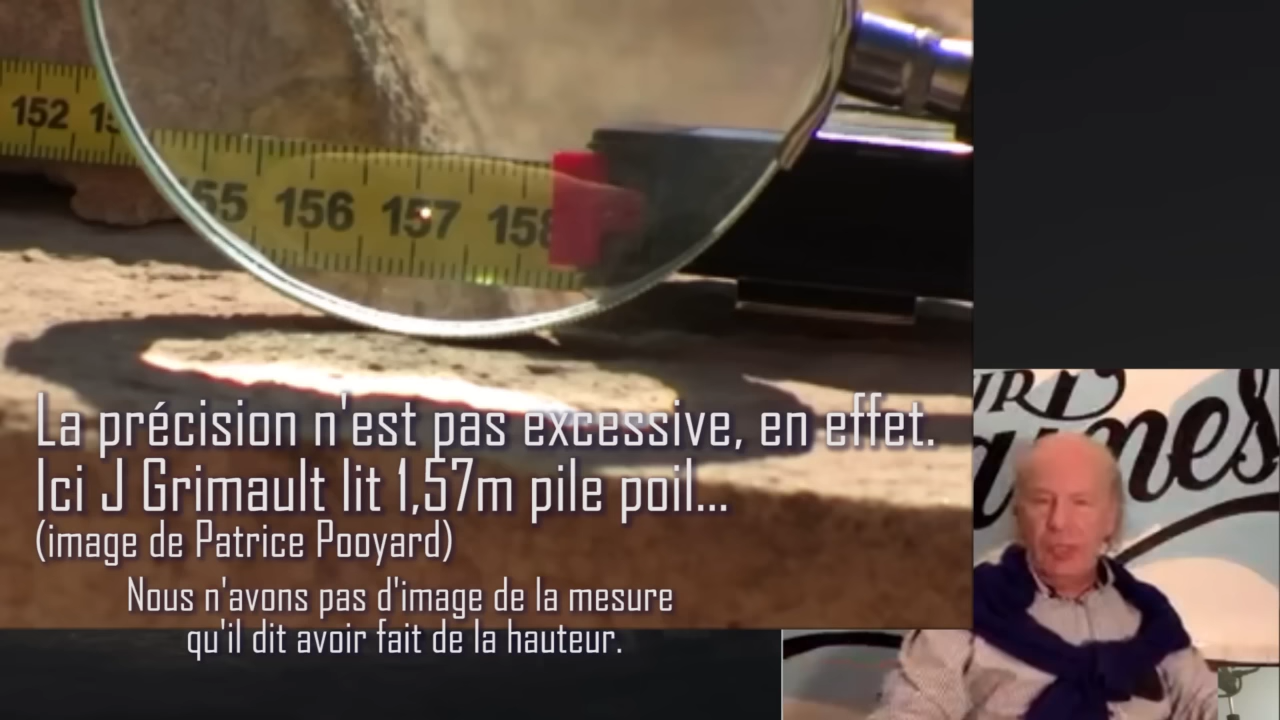 152 15
155 156 157 158
La précision n'est pas excessive, en effet.
Ici J Grimault lit 1,57m pile poil...
(image de Patrice Pooyard)
Nous n'avons pas d'image de la mesure
qu'il dit avoir fait de la hauteur.